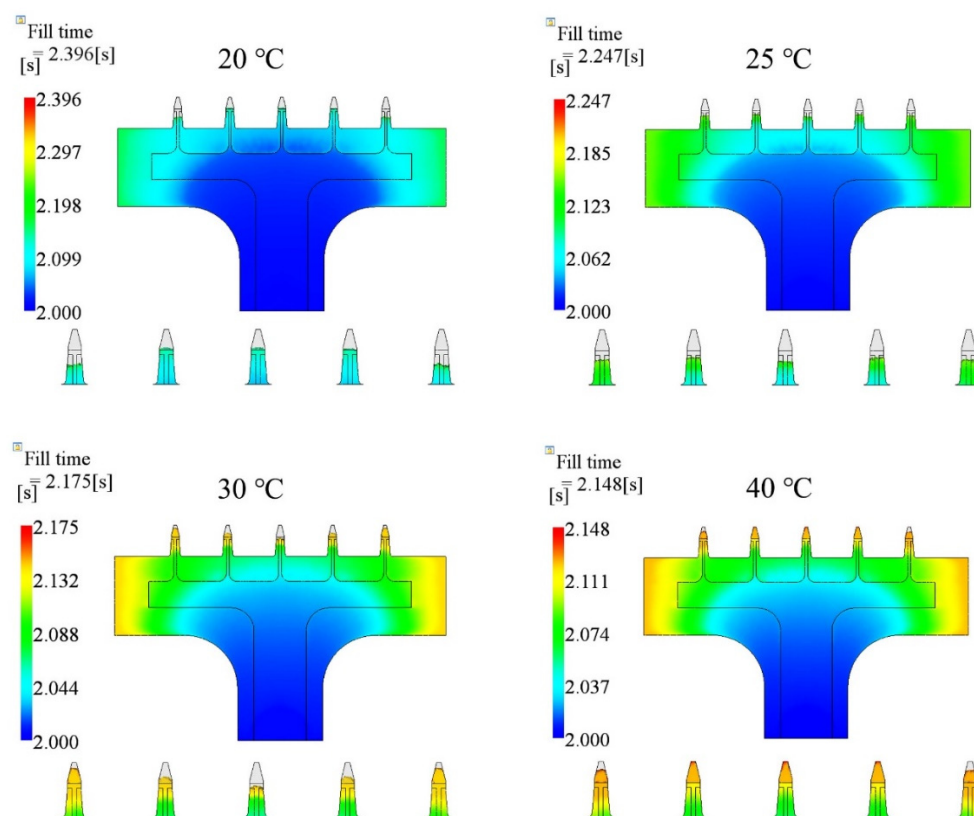 Fill time
[s] = 2.396[s]
20 °C
2.396
2.297
2.198
2.099
2.000
Fill time
[s] = 2.247[s]
25 °C
2.247
2.185
2.123
2.062
2.000
Fill time
[s] = 2.175[s]
30 °C
2.175
2.132
2.088
2.044
2.000
Fill time
[s] = 2.148[s]
40 °C
2.148
2.111
2.074
2.037
2.000